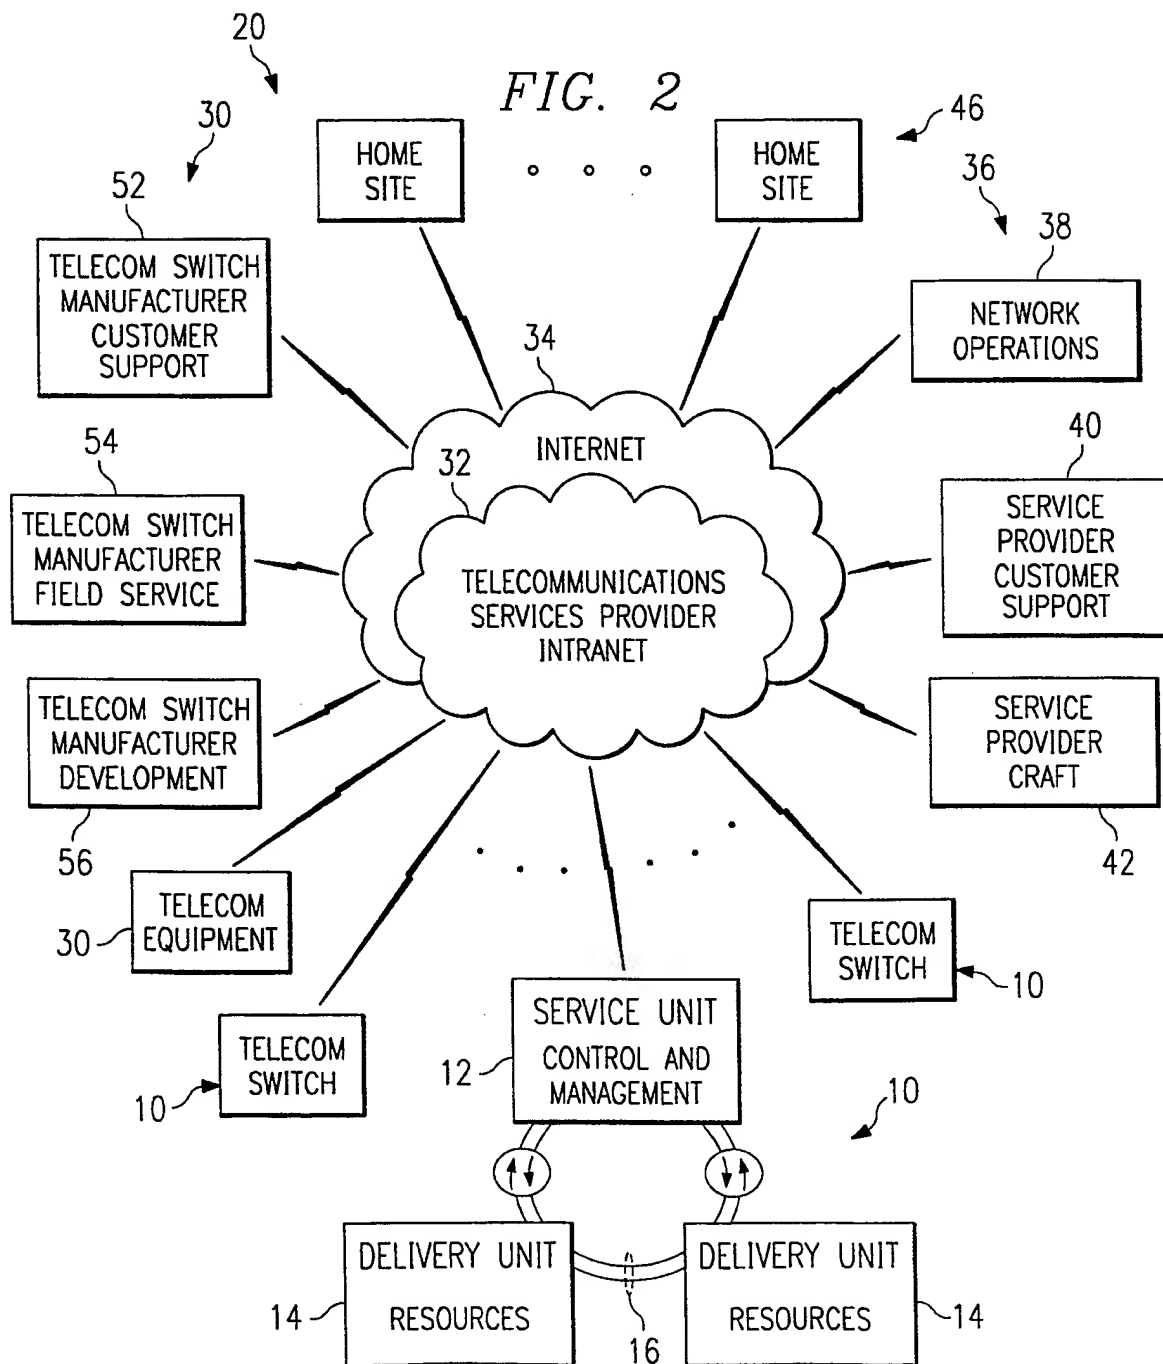 20
FIG. 2
30
46
HOME
SITE
HOME
SITE
36
52
38
TELECOM SWITCH
MANUFACTURER
CUSTOMER
SUPPORT
NETWORK
OPERATIONS
34
INTERNET
54
32
40
TELECOM SWITCH
MANUFACTURER
FIELD SERVICE
TELECOMMUNICATIONS
SERVICES PROVIDER
INTRANET
SERVICE
PROVIDER
CUSTOMER
SUPPORT
TELECOM SWITCH
MANUFACTURER
DEVELOPMENT
56
SERVICE
PROVIDER
CRAFT
42
TELECOM
EQUIPMENT
30
TELECOM
SWITCH
10
TELECOM
SWITCH
10
SERVICE UNIT
CONTROL AND
MANAGEMENT
12
10
DELIVERY UNIT
RESOURCES
14
16
DELIVERY UNIT
RESOURCES
14